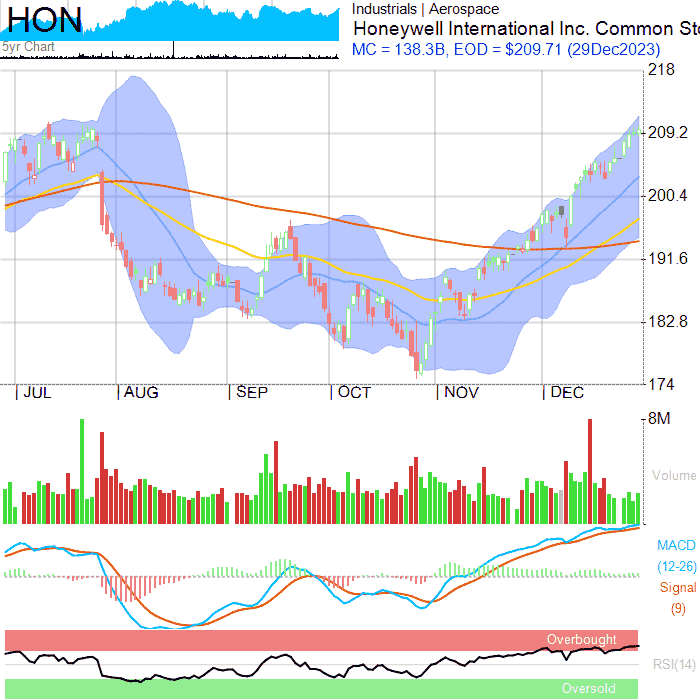 HON
5yr Chart
Industrials | Aerospace
Honeywell International Inc. Common Sto
MC = 138.3B, EOD = $209.71 (29Dec2023)
218
209.2
200.4
191.6
182.8
174
| JUL | AUG | SEP | OCT | NOV | DEC
8M
Volume
MACD
(12-26)
Signal
(9)
Overbought
RSI(14)
Oversold